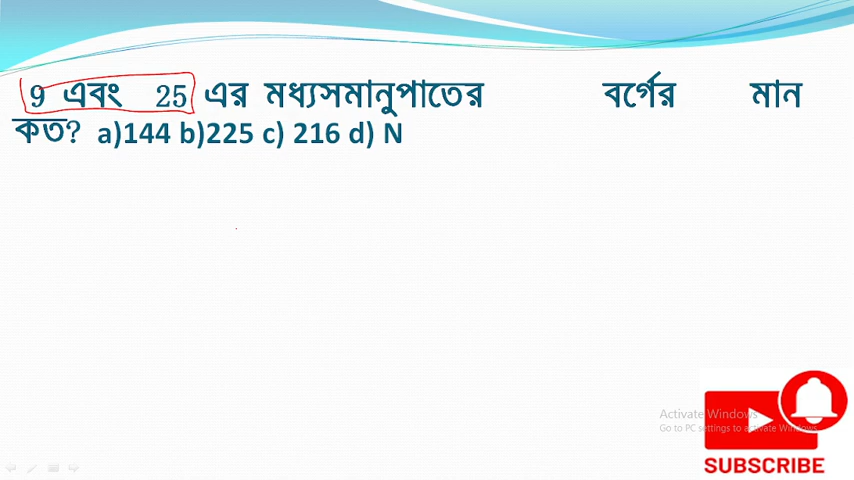 9 এবং 25 এর মধ্যসমানুপাতের বর্গের মান
কত? a)144 b)225 c) 216 d) N
Activate Windows
Go to PC settings to activate Windows.
SUBSCRIBE